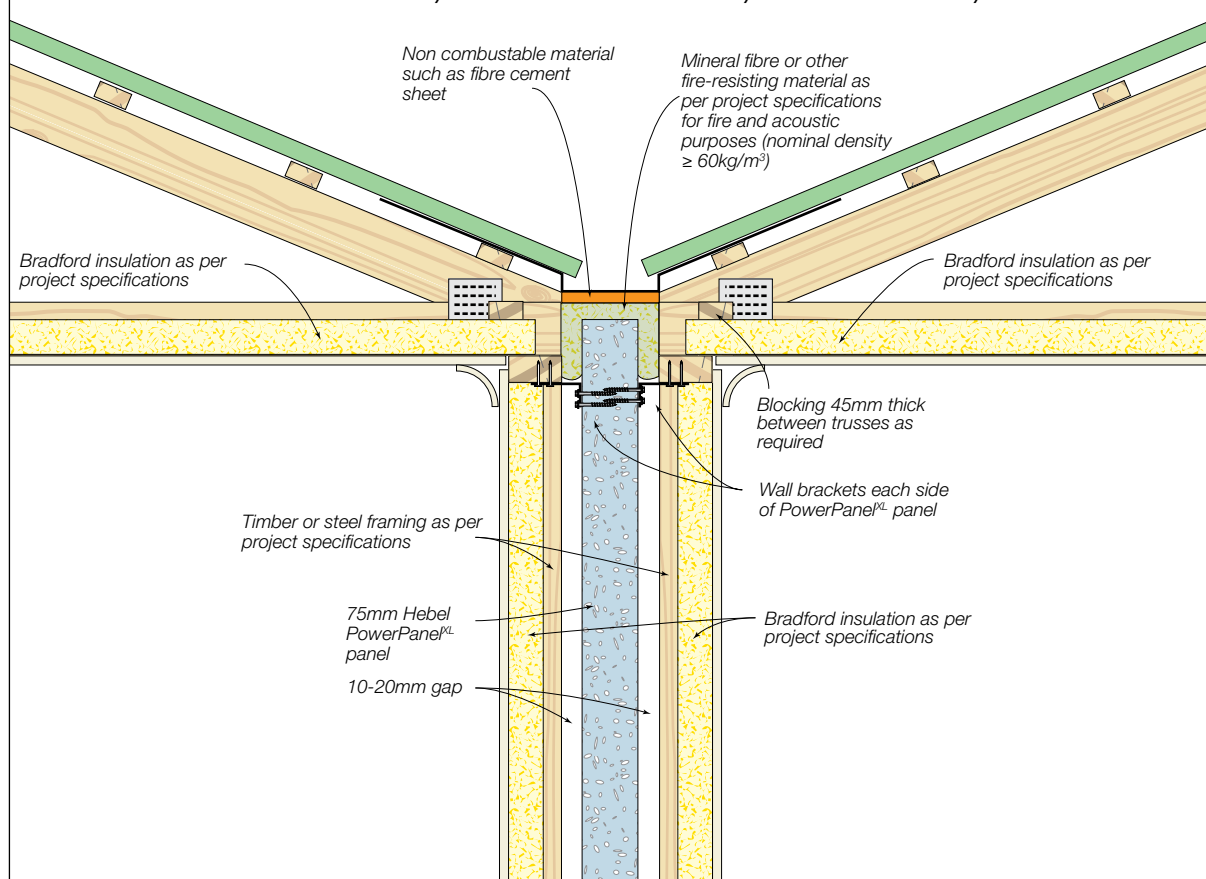 Non combustable material
such as fibre cement
sheet
Mineral fibre or other
fire-resisting material as
per project specifications
for fire and acoustic
purposes (nominal density
≥ 60kg/m³)
Bradford insulation as per
project specifications
Bradford insulation as per
project specifications
Blocking 45mm thick
between trusses as
required
Wall brackets each side
of PowerPanelXL panel
Timber or steel framing as per
project specifications
75mm Hebel
PowerPanelXL
panel
Bradford insulation as per
project specifications
10-20mm gap